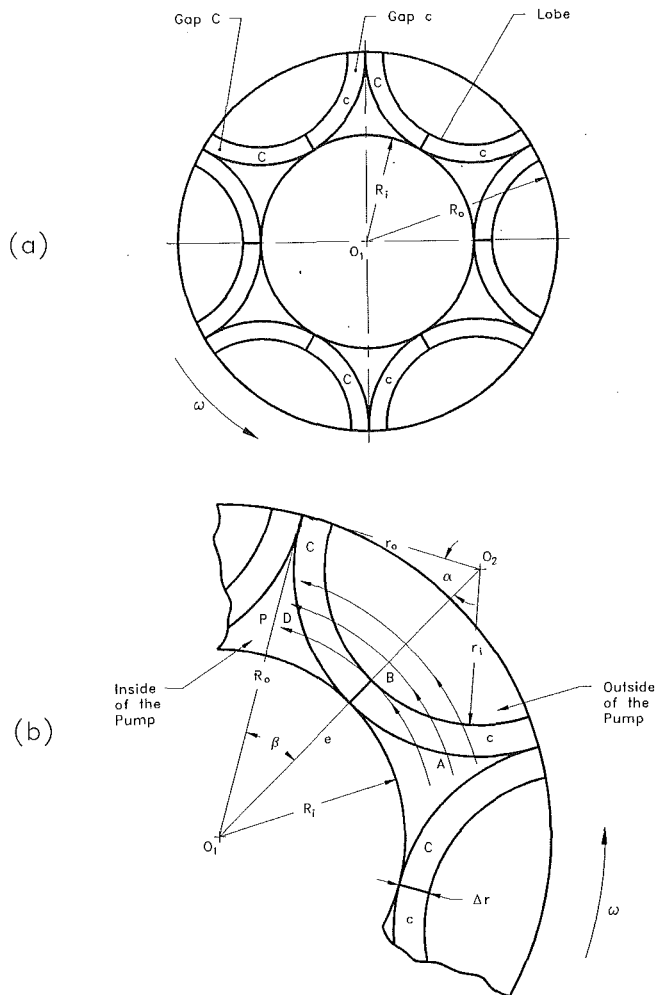 Gap C
Gap c
Lobe
C
c
C
c
R_i
R_o
(a)
O_1
C
c
ω
C
r_o
O_2
α
P
D
r_i
B
Inside
of the
Pump
R_o
Outside
of the
Pump
(b)
e
c
β
A
R_i
C
O_1
Δr
c
ω